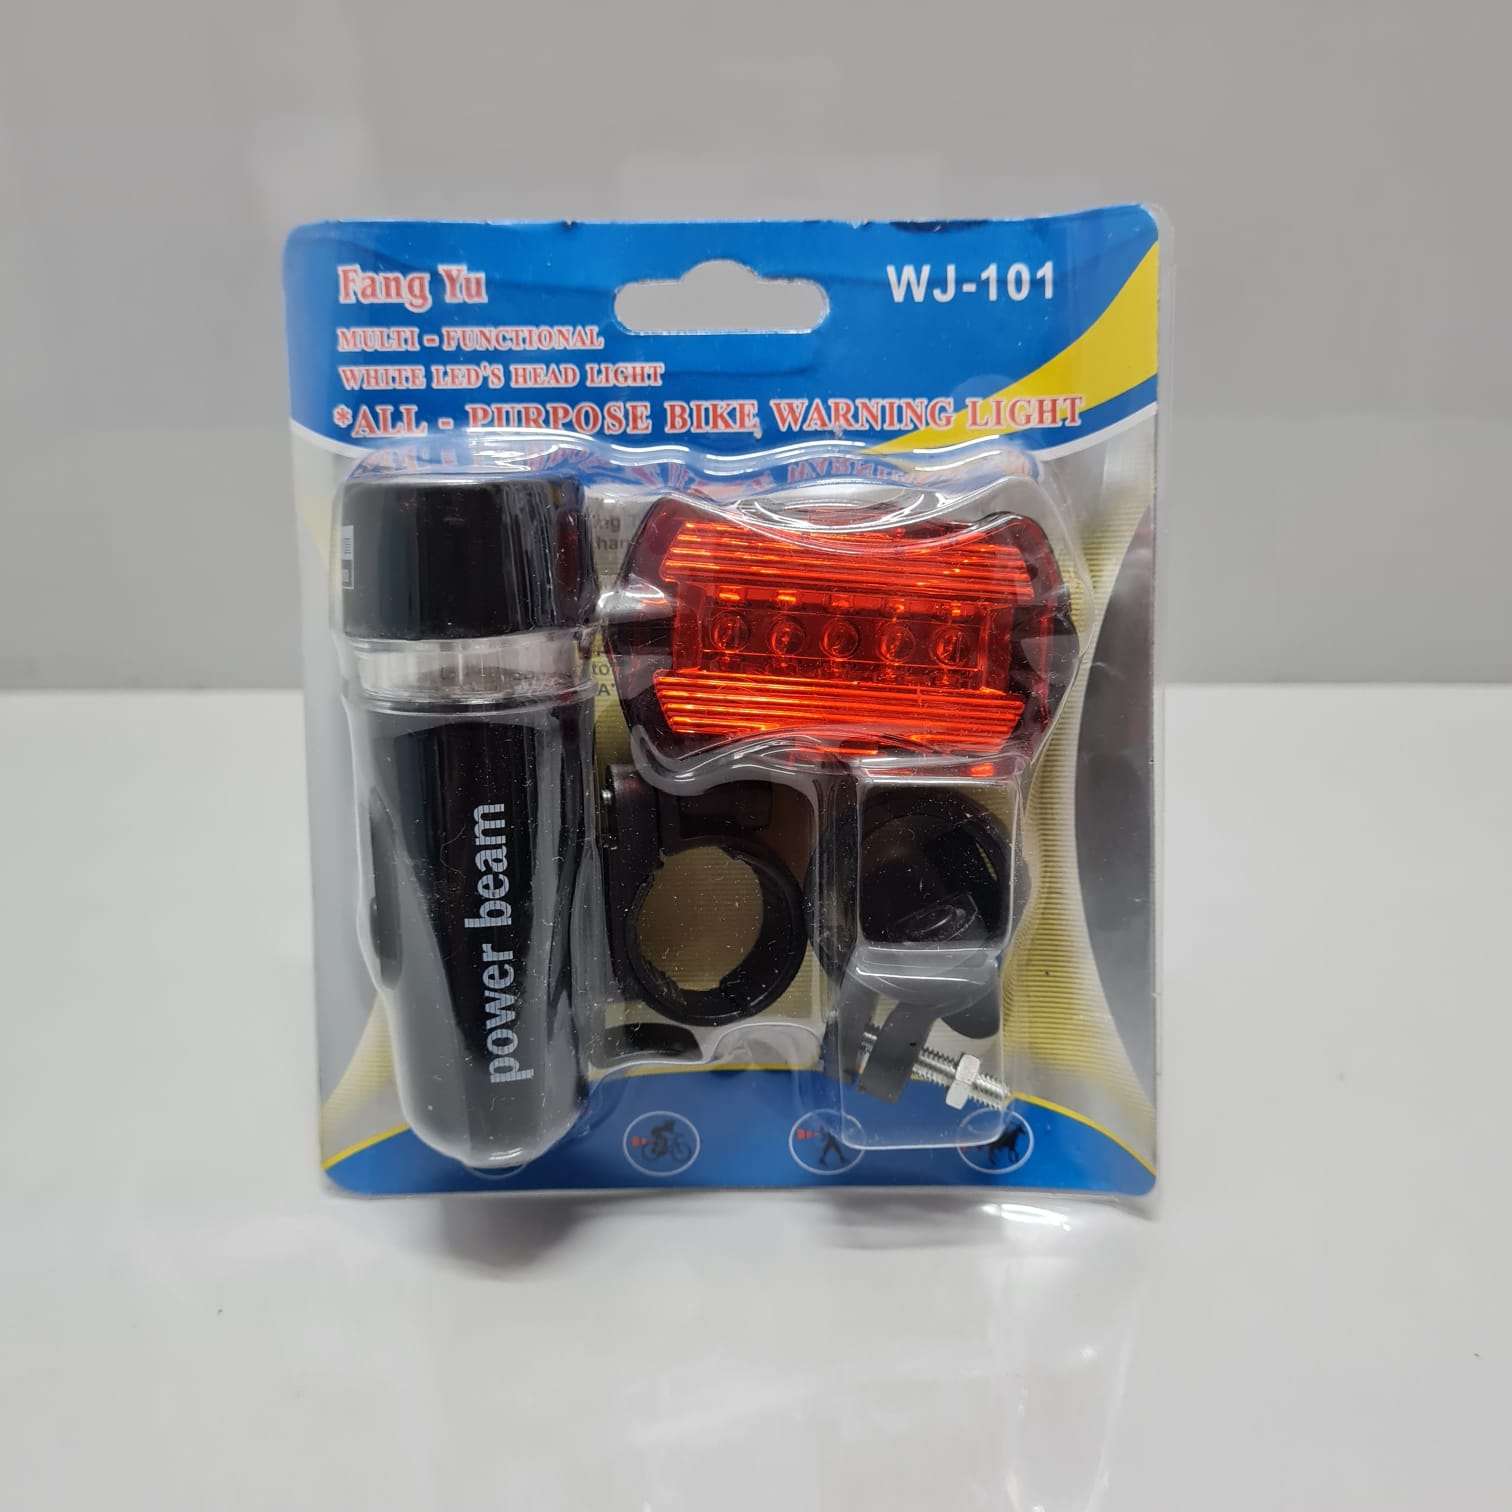 Fang Yu
WJ-101
MULTI - FUNCTIONAL
WHITE LED'S HEAD LIGHT
*ALL - PURPOSE BIKE WARNING LIGHT
power beam